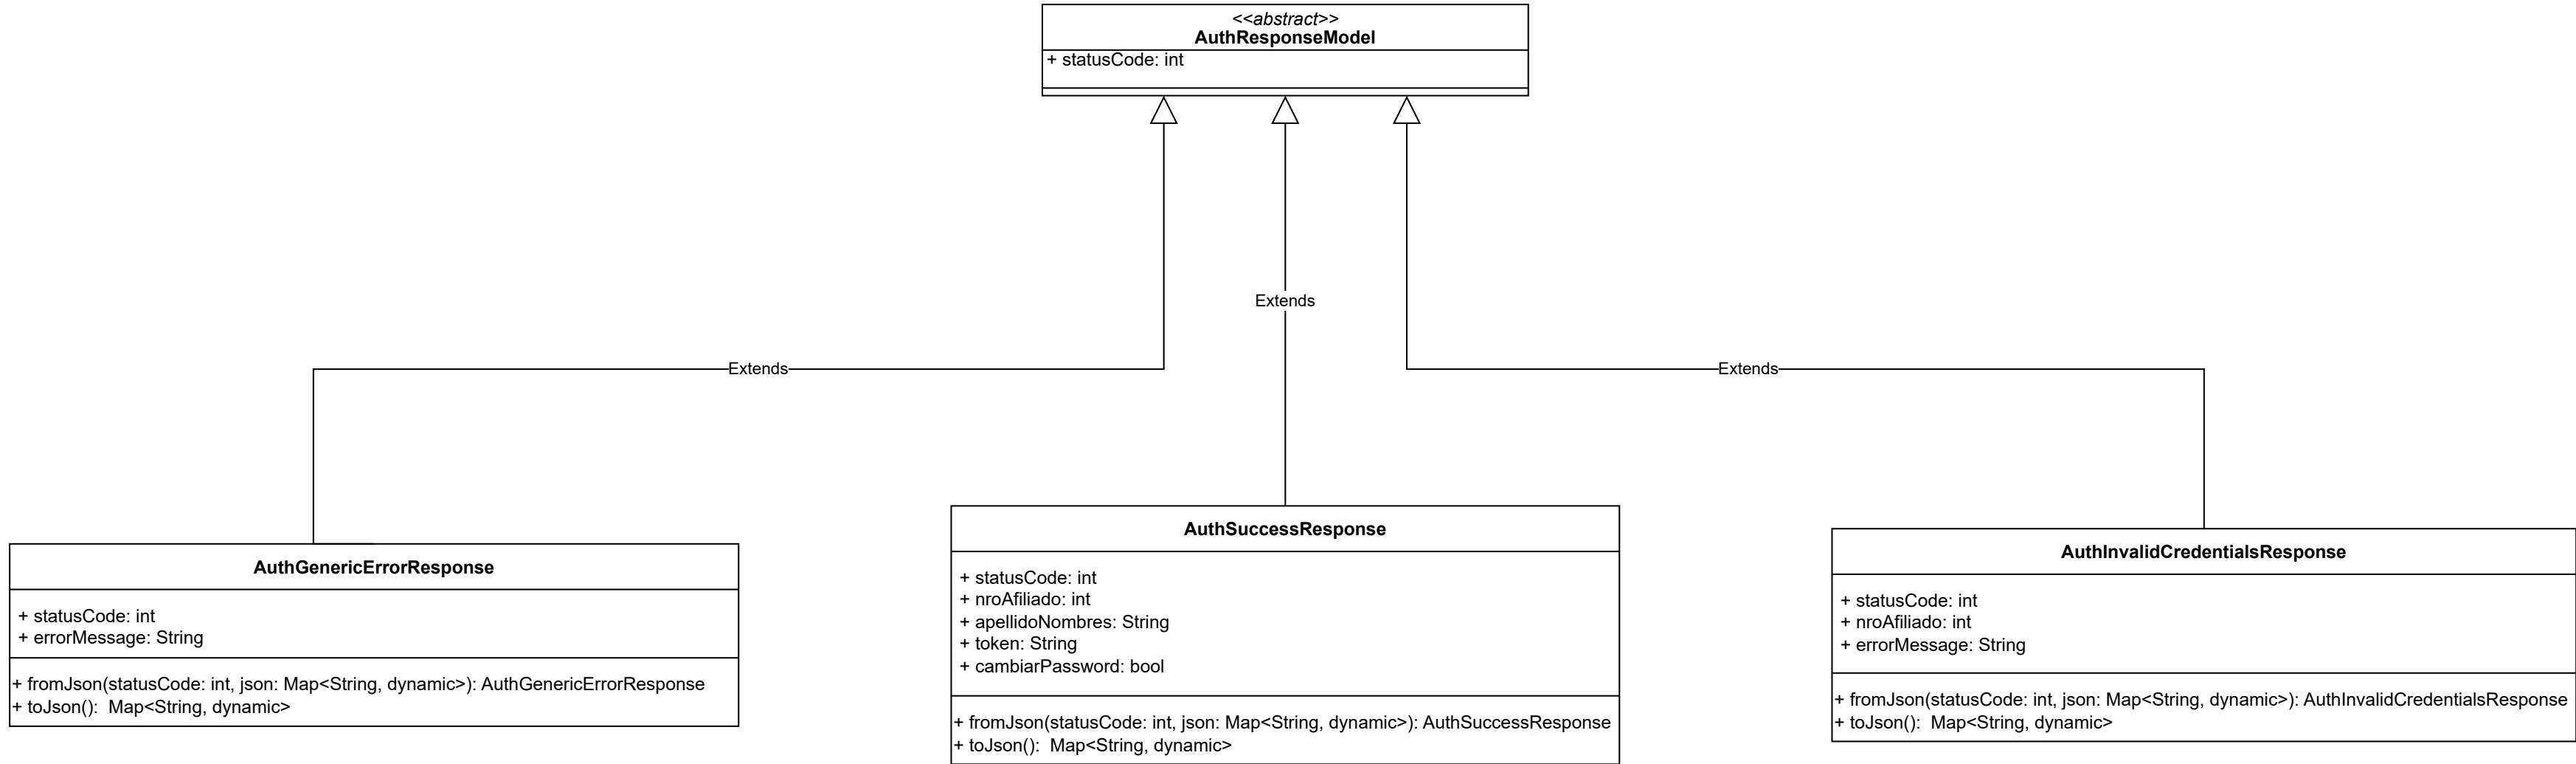 <<abstract>>
AuthResponseModel
+ statusCode: int
Extends
Extends
Extends
AuthGenericErrorResponse
+ statusCode: int
+ errorMessage: String
+ fromJson(statusCode: int, json: Map<String, dynamic>): AuthGenericErrorResponse
+ toJson():  Map<String, dynamic>
AuthSuccessResponse
+ statusCode: int
+ nroAfiliado: int
+ apellidoNombres: String
+ token: String
+ cambiarPassword: bool
+ fromJson(statusCode: int, json: Map<String, dynamic>): AuthSuccessResponse
+ toJson():  Map<String, dynamic>
AuthInvalidCredentialsResponse
+ statusCode: int
+ nroAfiliado: int
+ errorMessage: String
+ fromJson(statusCode: int, json: Map<String, dynamic>): AuthInvalidCredentialsResponse
+ toJson():  Map<String, dynamic>